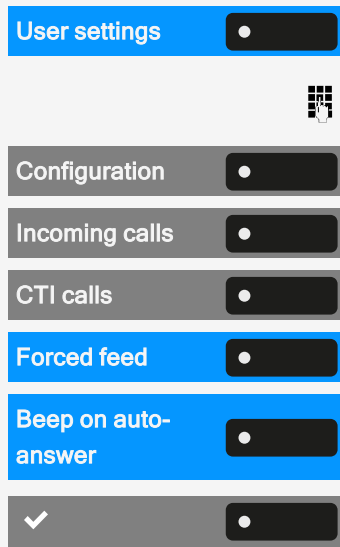 User settings
Configuration
Incoming calls
CTI calls
Forced feed
Beep on auto-
answer